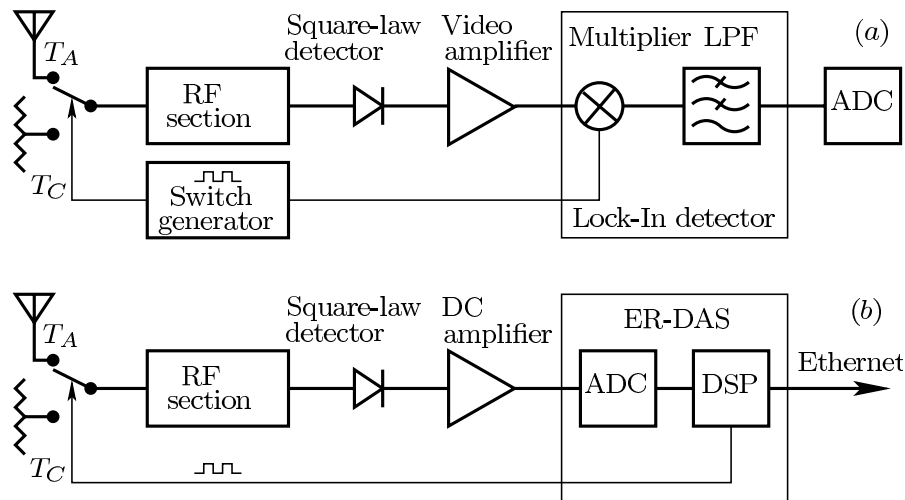 Square-law
detector
Video
amplifier
Multiplier LPF
(a)
T_A
RF
section
ADC
T_C
Switch
generator
Lock-In detector
Square-law
detector
DC
amplifier
ER-DAS
(b)
T_A
RF
section
ADC
DSP
Ethernet
T_C